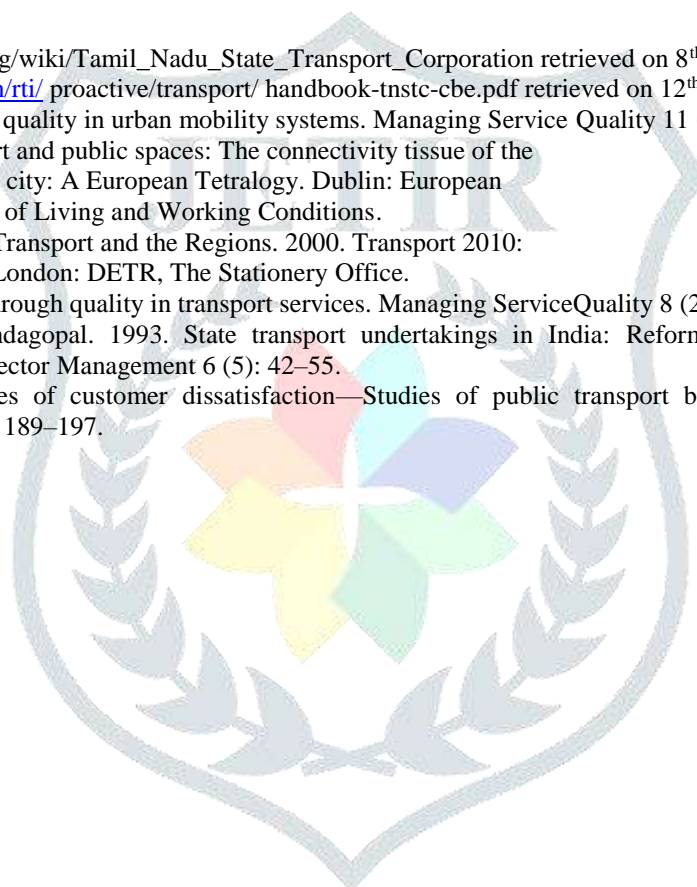 g/wiki/Tamil_Nadu_State_Transport_Corporation retrieved on 8th
n/rti/ proactive/transport/ handbook-tnstc-cbe.pdf retrieved on 12th
quality in urban mobility systems. Managing Service Quality 11
rt and public spaces: The connectivity tissue of the
city: A European Tetralogy. Dublin: European
of Living and Working Conditions.
Transport and the Regions. 2000. Transport 2010:
London: DETR, The Stationery Office.
rough quality in transport services. Managing ServiceQuality 8 (2
ndagopal. 1993. State transport undertakings in India: Reform
ector Management 6 (5): 42–55.
es of customer dissatisfaction—Studies of public transport b
189–197.
JETIR